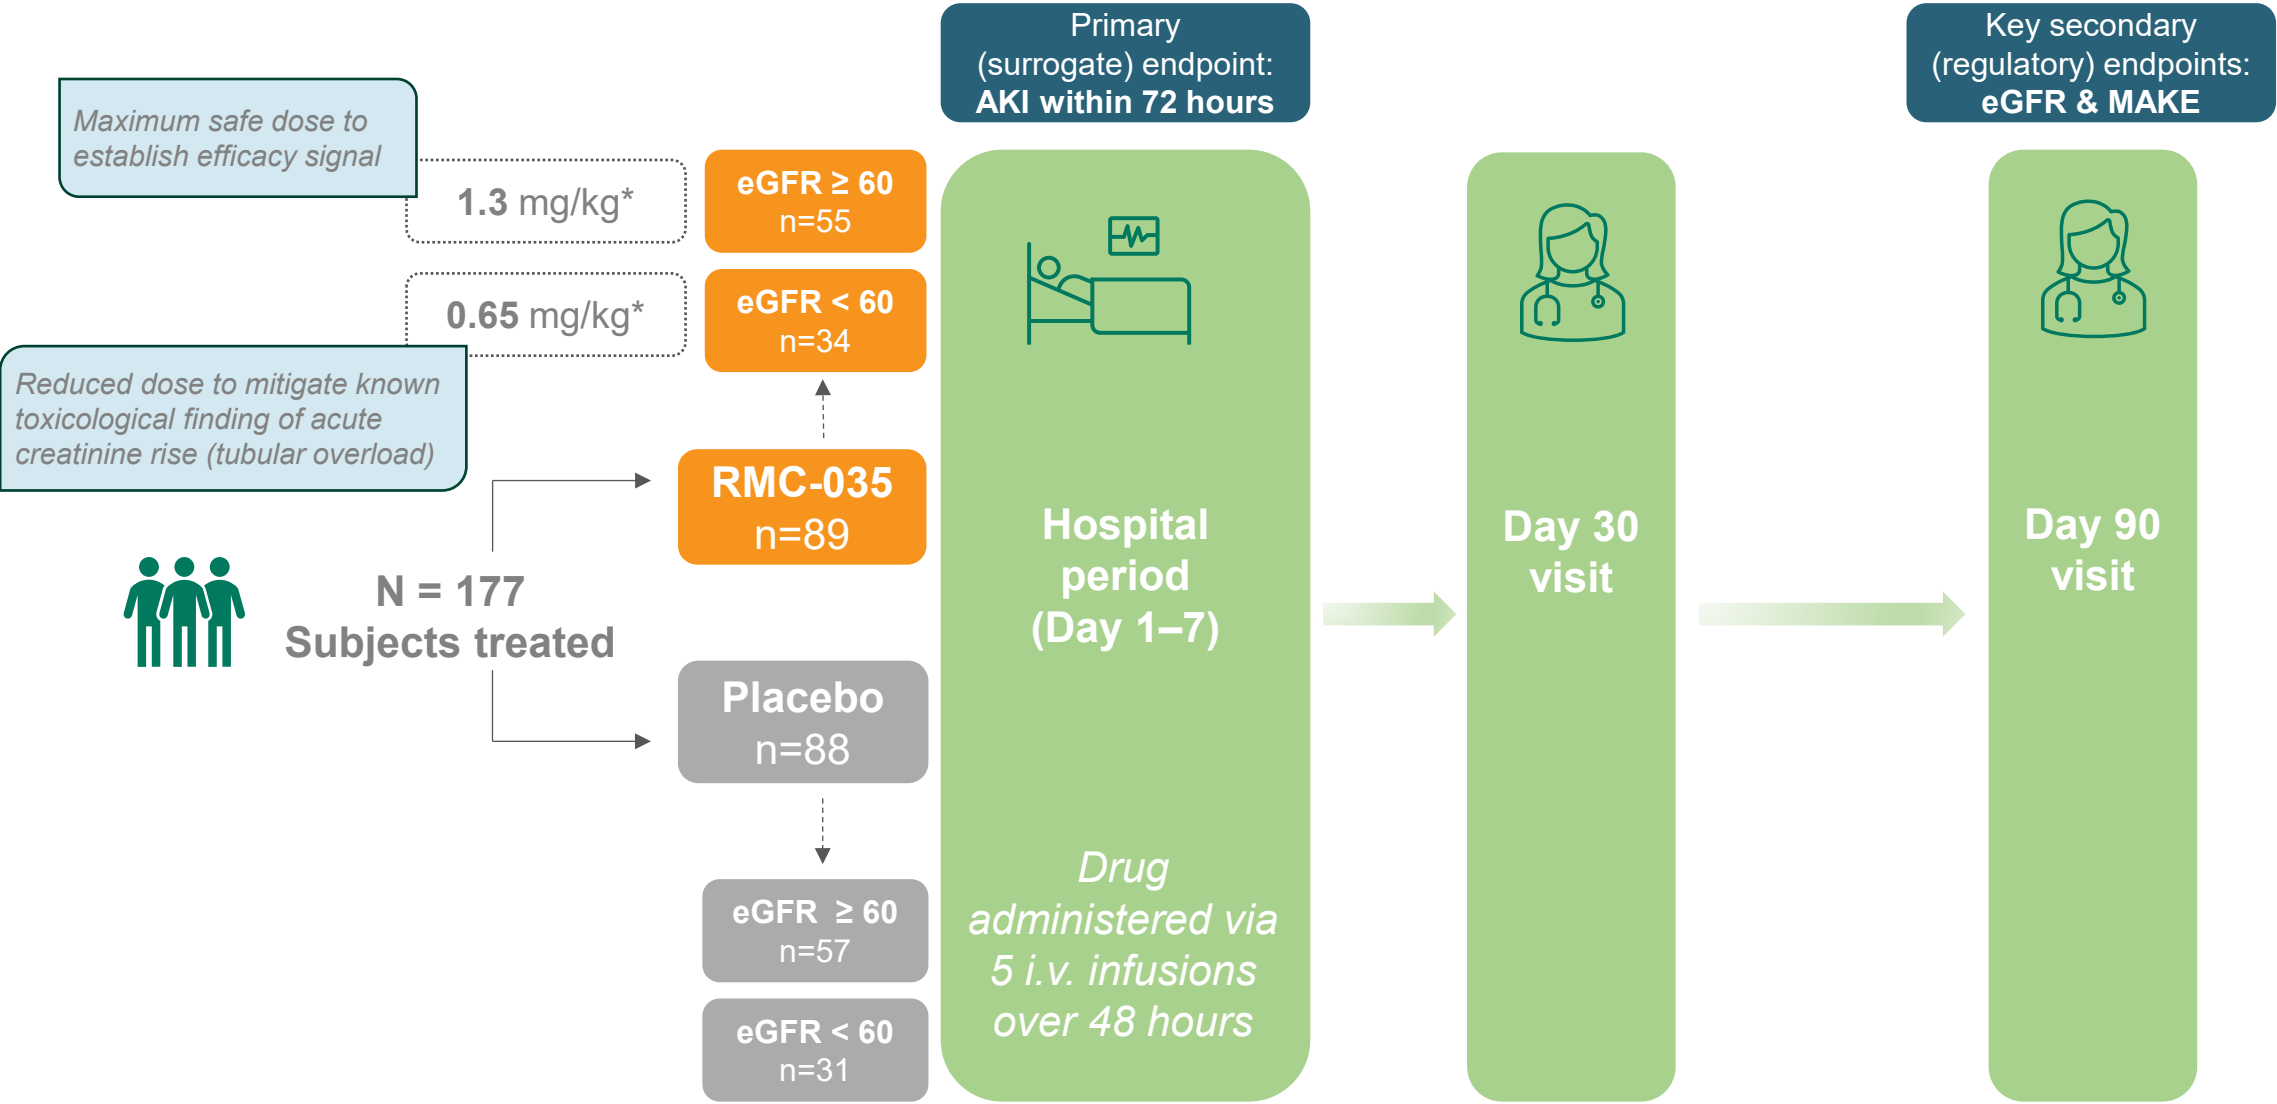 Primary
(surrogate) endpoint:
AKI within 72 hours
Key secondary
(regulatory) endpoints:
eGFR & MAKE
Maximum safe dose to
establish efficacy signal
1.3 mg/kg*
eGFR ≥ 60
n=55
0.65 mg/kg*
eGFR < 60
n=34
Reduced dose to mitigate known
toxicological finding of acute
creatinine rise (tubular overload)
RMC-035
n=89
N = 177
Subjects treated
Placebo
n=88
eGFR ≥ 60
n=57
eGFR < 60
n=31
Hospital
period
(Day 1–7)
Drug
administered via
5 i.v. infusions
over 48 hours
Day 30
visit
Day 90
visit